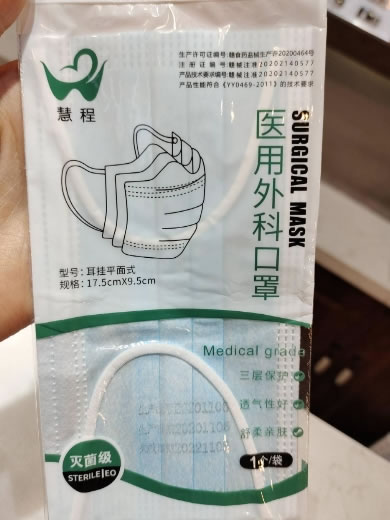 慧程
生产许可证编号:赣食药监械生产许20200464号
注册证编号:赣械注准20202140577
产品技术要求编号:赣械注准20202140577
产品性能符合《YY0469-2011》的技术要求
SURGICAL MASK
医用外科口罩
型号:耳挂平面式
规格:17.5cmX9.5cm
Medical grade
三层保护
透气性好
舒柔亲肤
20201106
灭菌级
STERILE EO
1个/袋